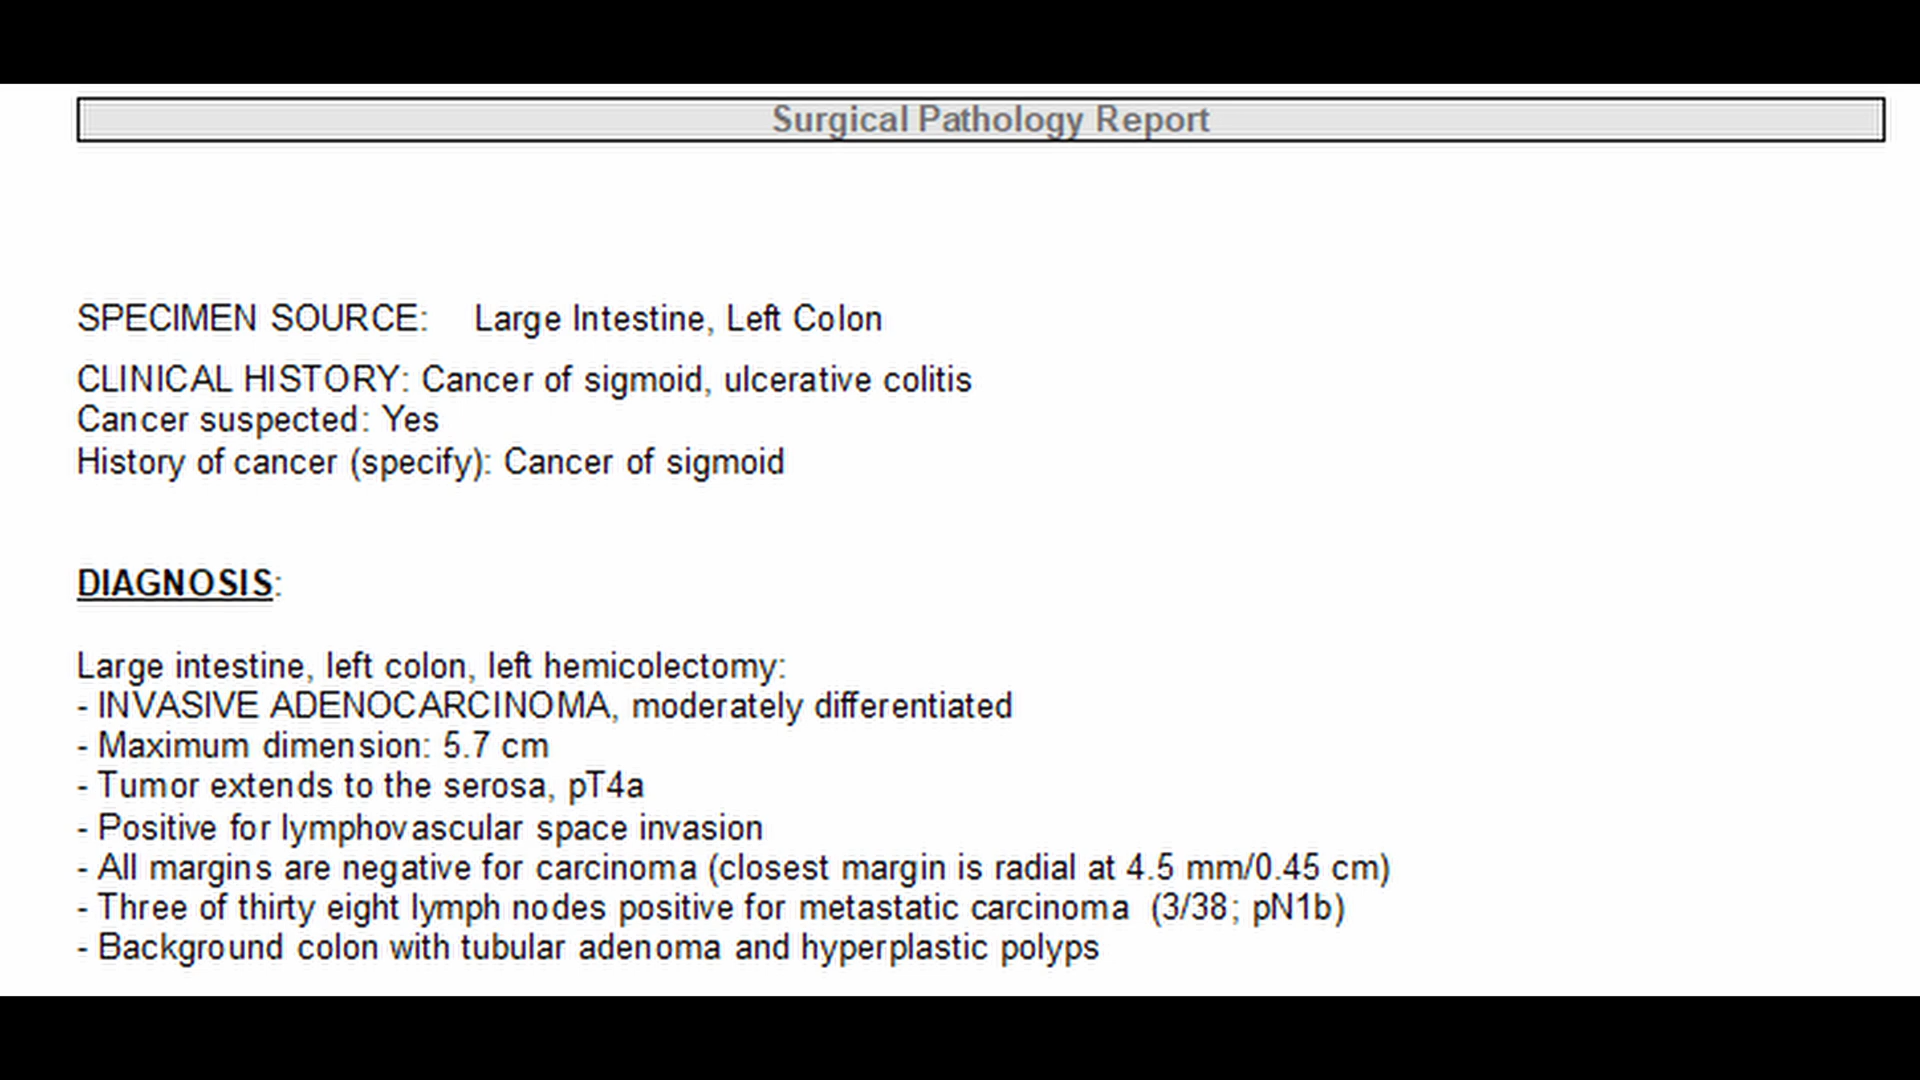 Surgical Pathology Report
SPECIMEN SOURCE: Large Intestine, Left Colon
CLINICAL HISTORY: Cancer of sigmoid, ulcerative colitis
Cancer suspected: Yes
History of cancer (specify): Cancer of sigmoid
DIAGNOSIS:
Large intestine, left colon, left hemicolectomy:
- INVASIVE ADENOCARCINOMA, moderately differentiated
- Maximum dimension: 5.7 cm
- Tumor extends to the serosa, pT4a
- Positive for lymphovascular space invasion
- All margins are negative for carcinoma (closest margin is radial at 4.5 mm/0.45 cm)
- Three of thirty eight lymph nodes positive for metastatic carcinoma (3/38; pN1b)
- Background colon with tubular adenoma and hyperplastic polyps